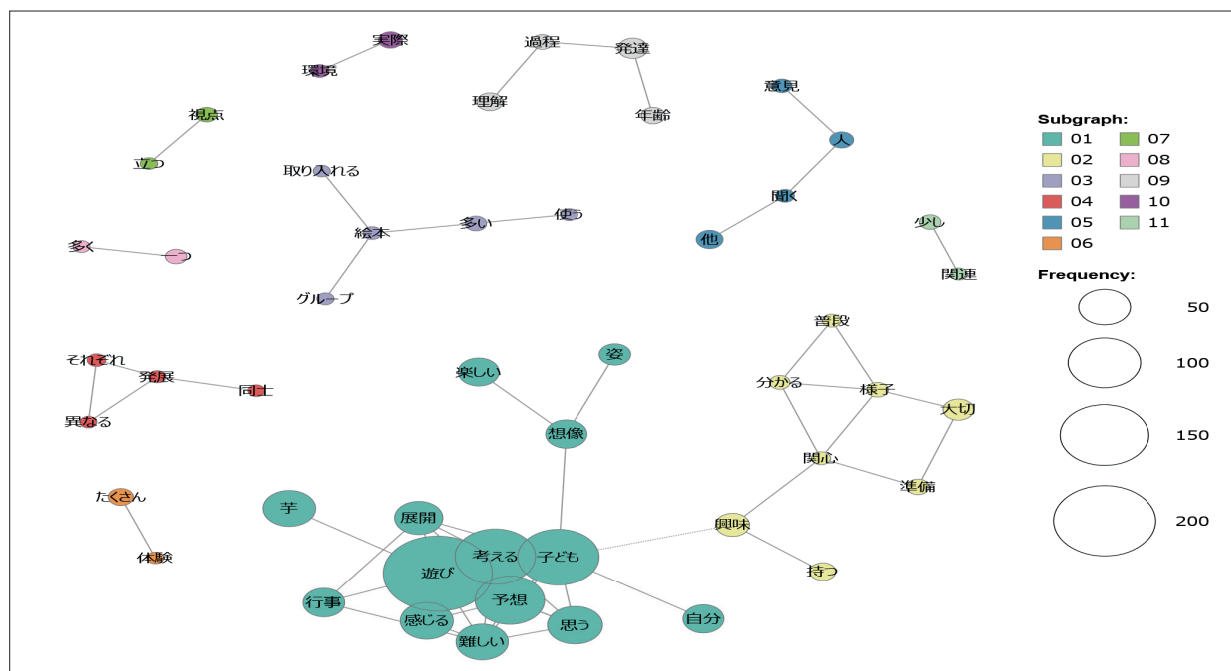 実際
環境
過程
発達
理解
年齢
視点
立つ
意見
人
聞く
他
取り入れる
絵本
多い
使う
グループ
多く
一つ
少し
関連
それぞれ
発展
同士
異なる
楽しい
姿
想像
普段
分かる
様子
大切
関心
準備
興味
持つ
たくさん
体験
芋
展開
考える
子ども
遊び
予想
行事
感じる
難しい
思う
自分
Subgraph:
01 07
02 08
03 09
04 10
05 11
06
Frequency:
50
100
150
200